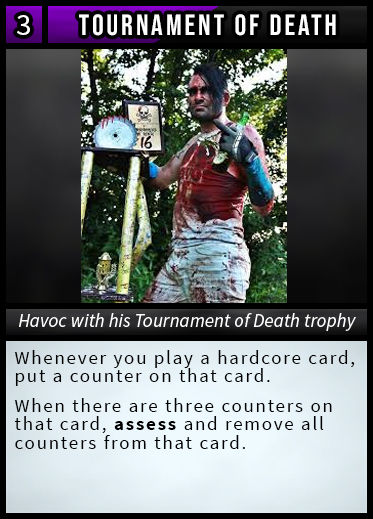 3 TOURNAMENT OF DEATH
16
Havoc with his Tournament of Death trophy
Whenever you play a hardcore card,
put a counter on that card.
When there are three counters on
that card, assess and remove all
counters from that card.